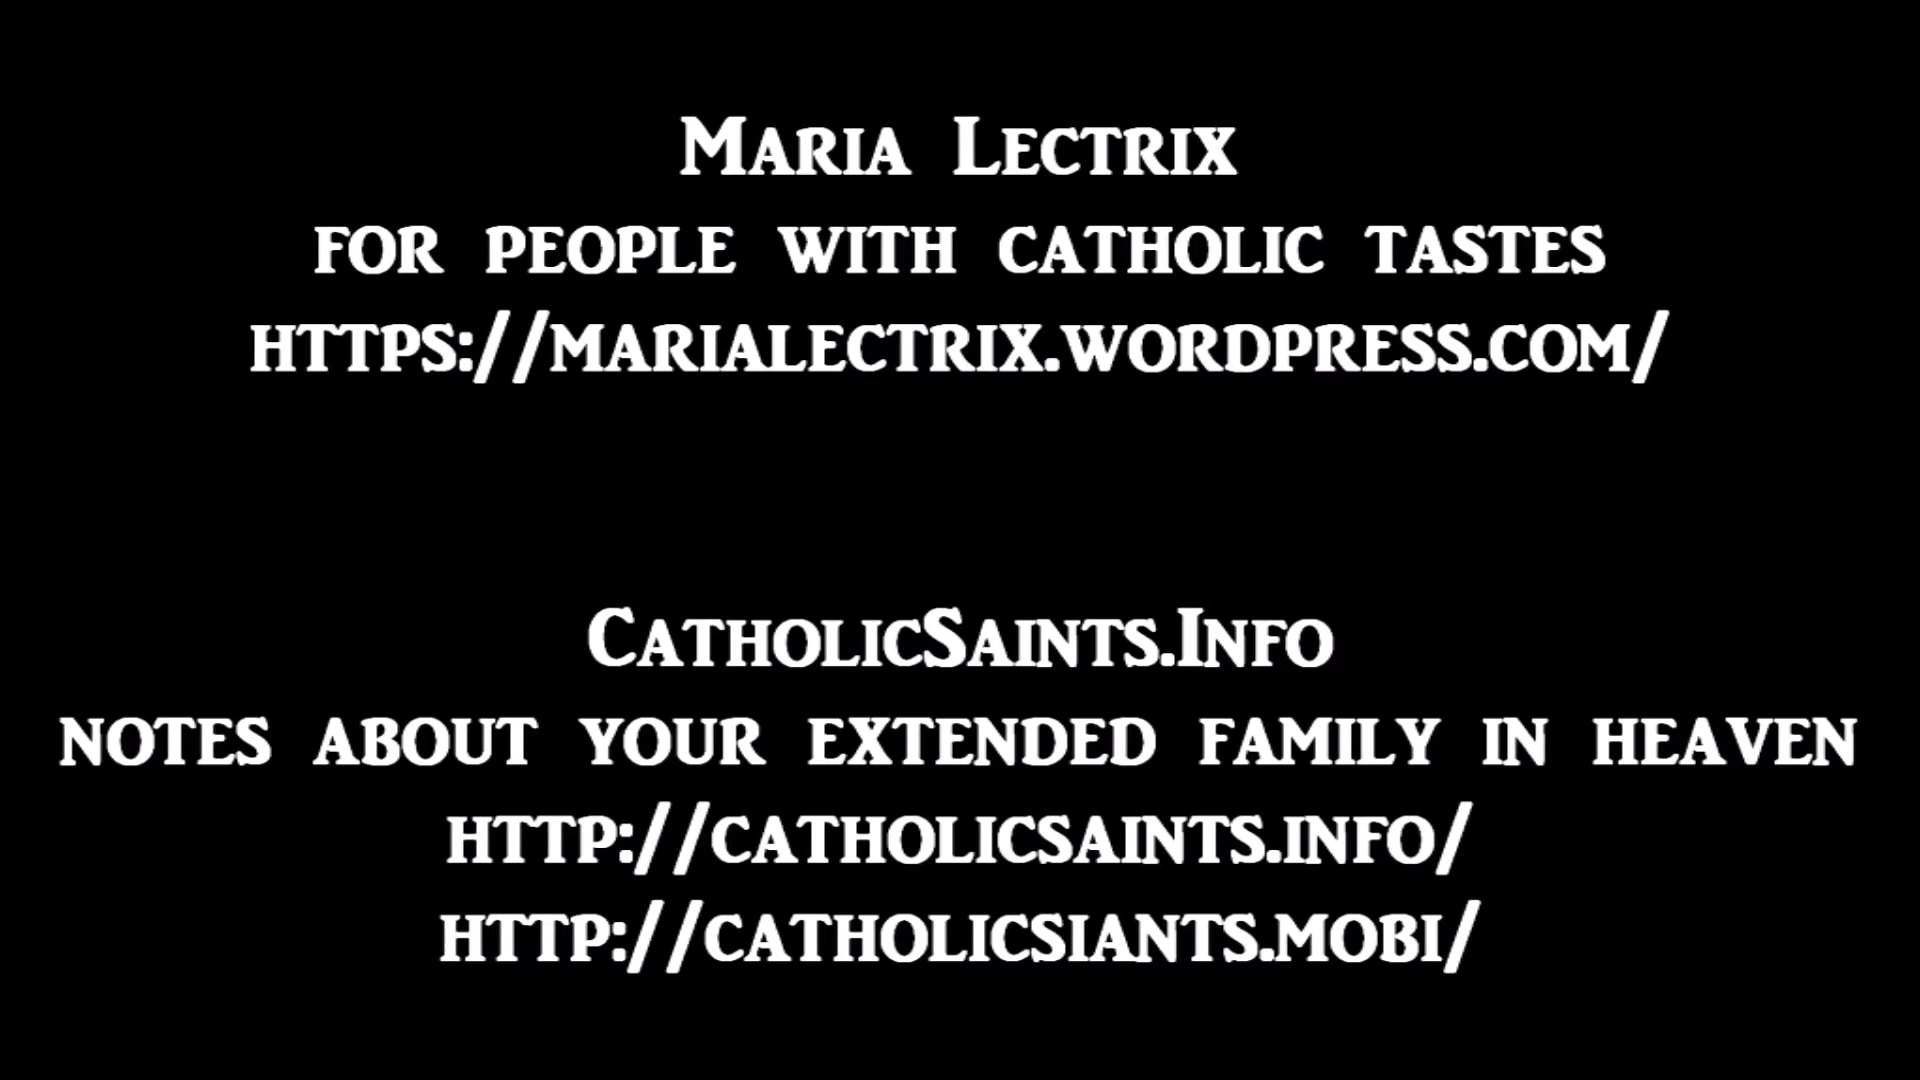 Maria Lectrix
for people with catholic tastes
https://marialectrix.wordpress.com/
CatholicSaints.Info
notes about your extended family in heaven
http://catholicsaints.info/
http://catholicsiants.mobi/